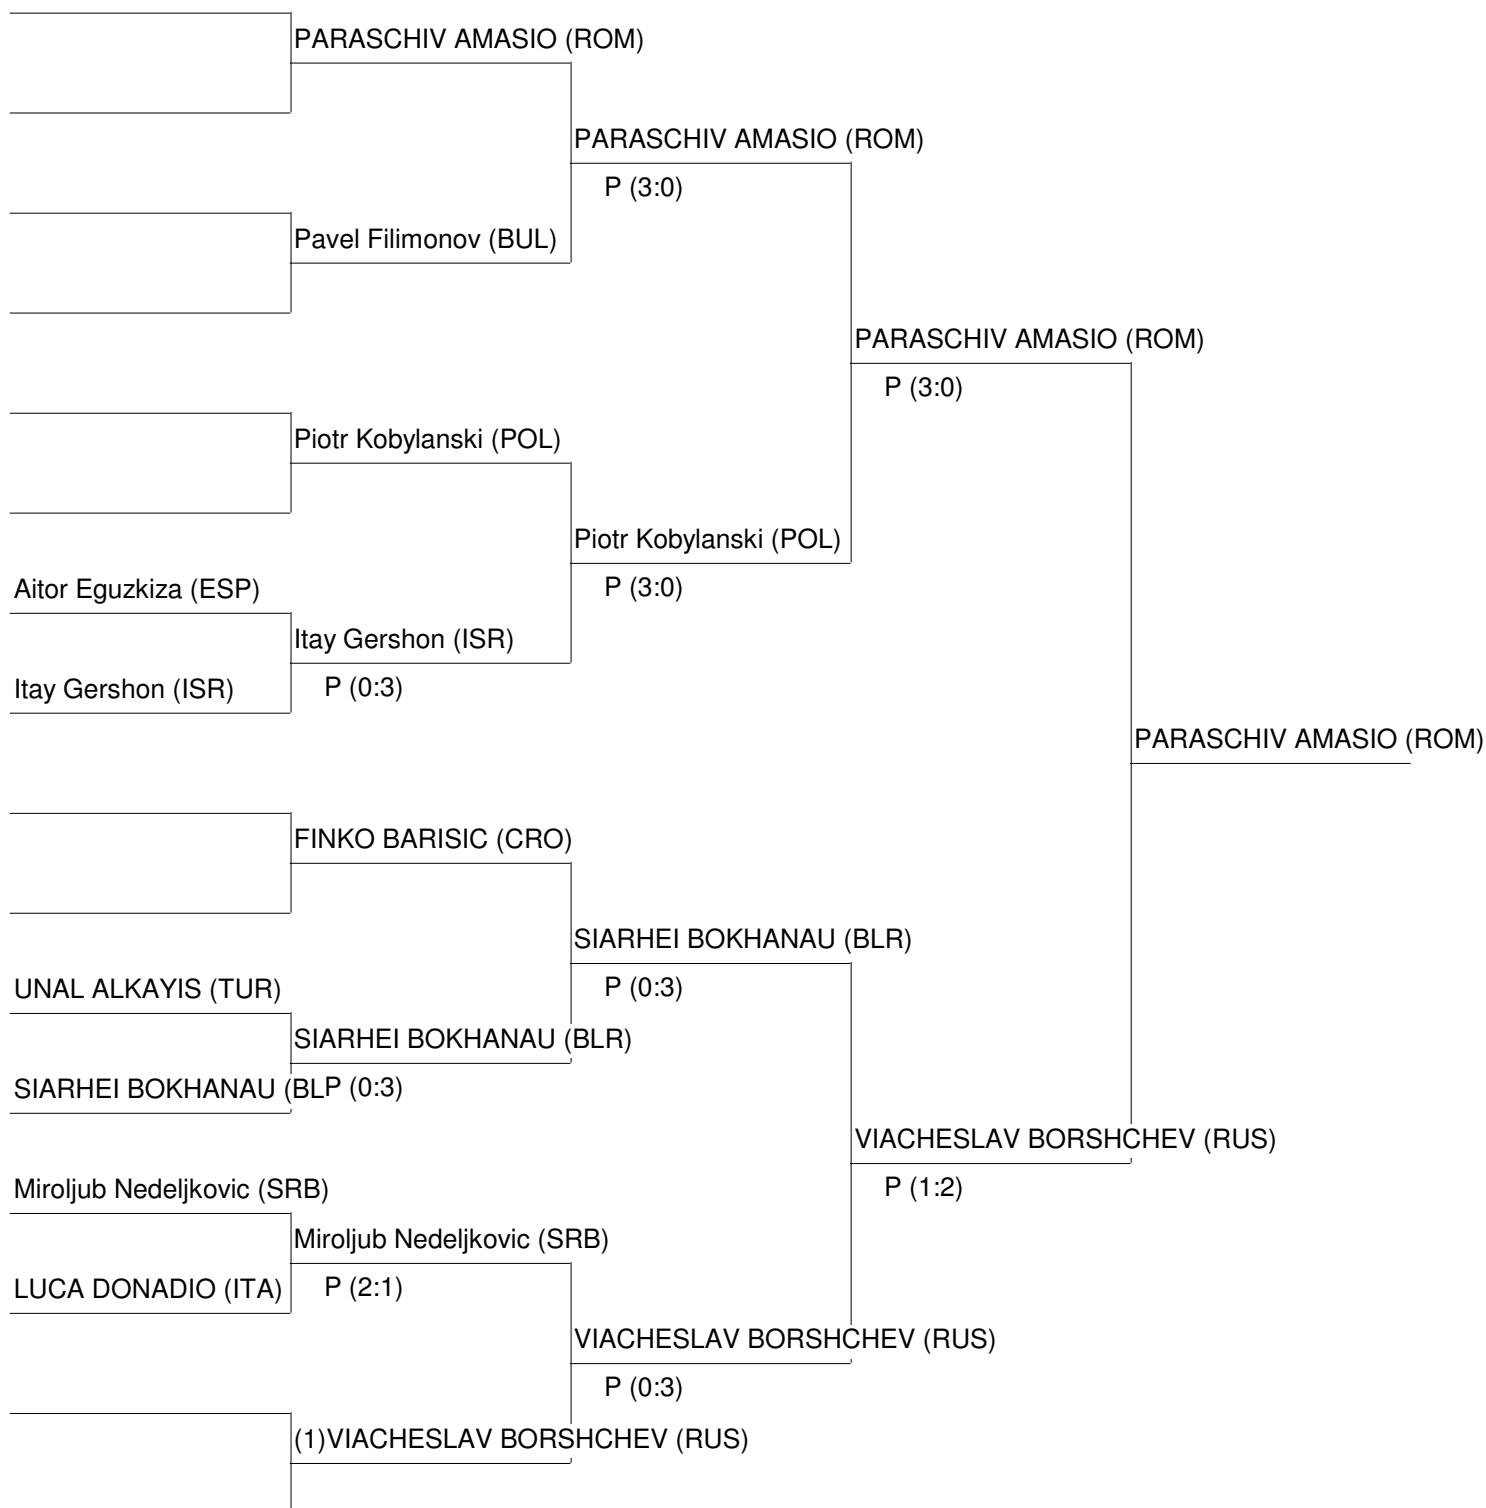 PARASCHIV AMASIO (ROM)
PARASCHIV AMASIO (ROM)
P (3:0)
Pavel Filimonov (BUL)
PARASCHIV AMASIO (ROM)
P (3:0)
Piotr Kobylanski (POL)
Piotr Kobylanski (POL)
P (3:0)
Aitor Eguzkiza (ESP)
Itay Gershon (ISR)
P (0:3)
Itay Gershon (ISR)
PARASCHIV AMASIO (ROM)
FINKO BARISIC (CRO)
SIARHEI BOKHANAU (BLR)
P (0:3)
UNAL ALKAYIS (TUR)
SIARHEI BOKHANAU (BLR)
SIARHEI BOKHANAU (BL
P (0:3)
VIACHESLAV BORSHCHEV (RUS)
P (1:2)
Miroljub Nedeljkovic (SRB)
Miroljub Nedeljkovic (SRB)
P (2:1)
LUCA DONADIO (ITA)
VIACHESLAV BORSHCHEV (RUS)
P (0:3)
(1)VIACHESLAV BORSHCHEV (RUS)